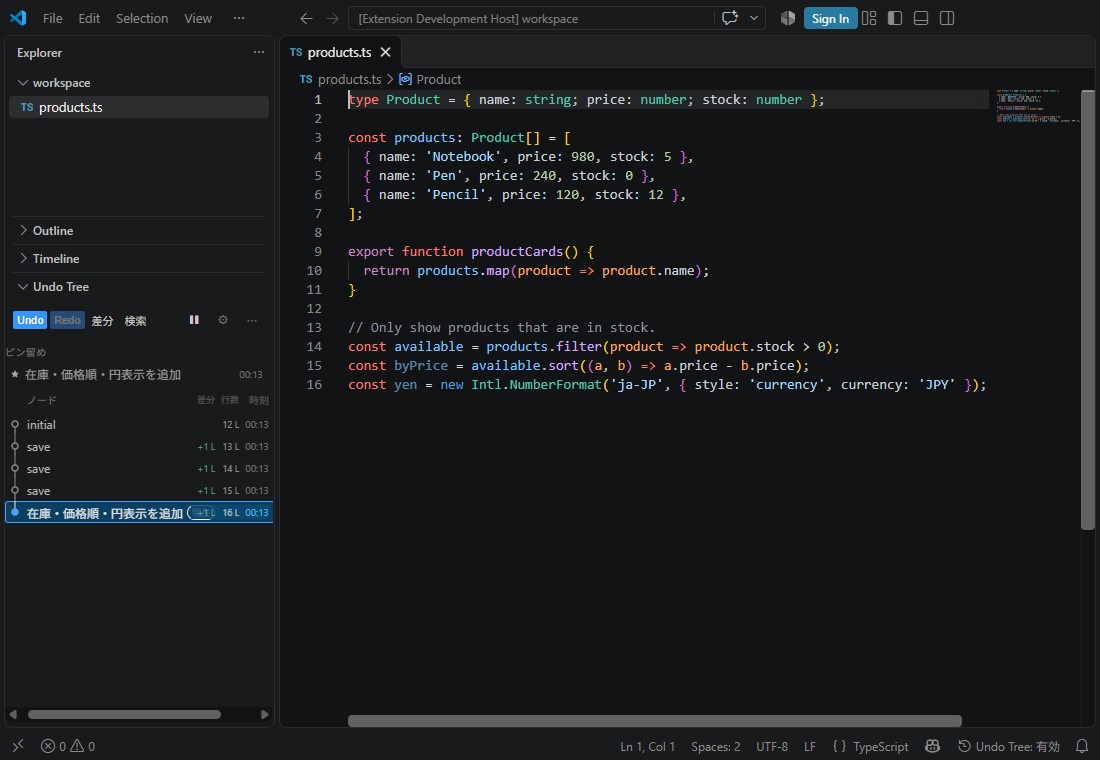 File Edit Selection View ··· [Extension Development Host] workspace Sign In
Explorer ···
workspace
TS products.ts
Outline
Timeline
Undo Tree
Undo Redo 差分 検索 ···
ピン留め
★ 在庫・価格順・円表示を追加 00:13
ノード 差分 行数 時刻
initial 12 L 00:13
save +1 L 13 L 00:13
save +1 L 14 L 00:13
save +1 L 15 L 00:13
在庫・価格順・円表示を追加 +1 L 16 L 00:13
TS products.ts
TS products.ts > Product
1 type Product = { name: string; price: number; stock: number };
2
3 const products: Product[] = [
4 { name: 'Notebook', price: 980, stock: 5 },
5 { name: 'Pen', price: 240, stock: 0 },
6 { name: 'Pencil', price: 120, stock: 12 },
7 ];
8
9 export function productCards() {
10 return products.map(product => product.name);
11 }
12
13 // Only show products that are in stock.
14 const available = products.filter(product => product.stock > 0);
15 const byPrice = available.sort((a, b) => a.price - b.price);
16 const yen = new Intl.NumberFormat('ja-JP', { style: 'currency', currency: 'JPY' });
0 0 Ln 1, Col 1 Spaces: 2 UTF-8 LF { } TypeScript Undo Tree: 有効